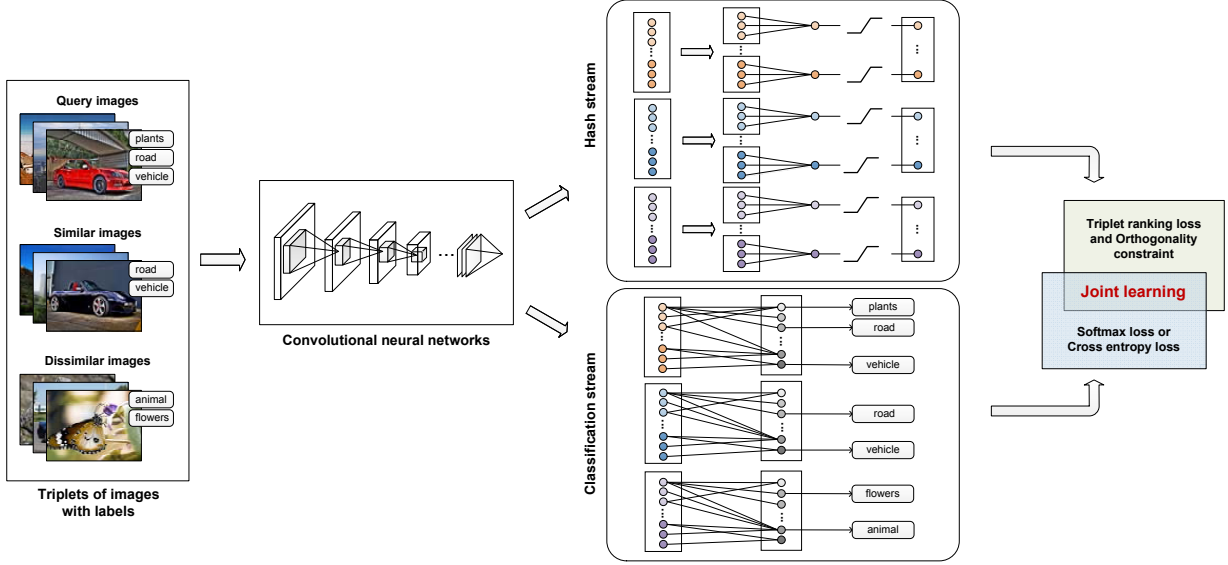 Query images
plants
road
vehicle
Similar images
road
vehicle
Dissimilar images
animal
flowers
Triplets of images
with labels
Convolutional neural networks
Hash stream
Classification stream
plants
road
vehicle
road
vehicle
flowers
animal
Triplet ranking loss
and Orthogonality
constraint
Joint learning
Softmax loss or
Cross entropy loss